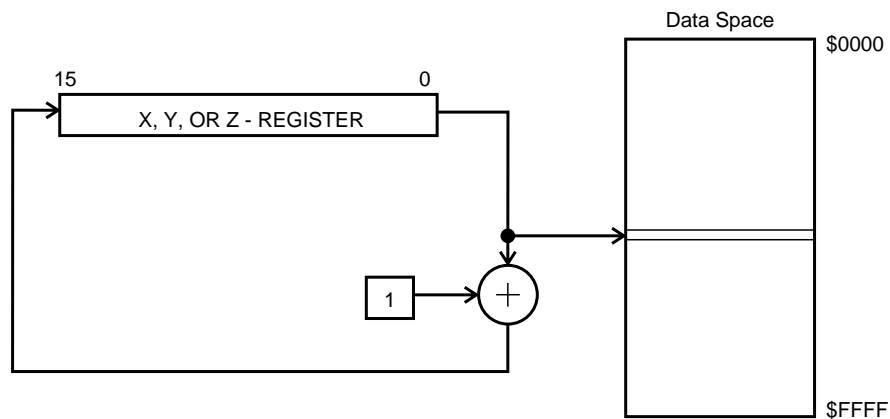 Data Space
$0000
15
0
X, Y, OR Z - REGISTER
1
+
$FFFF